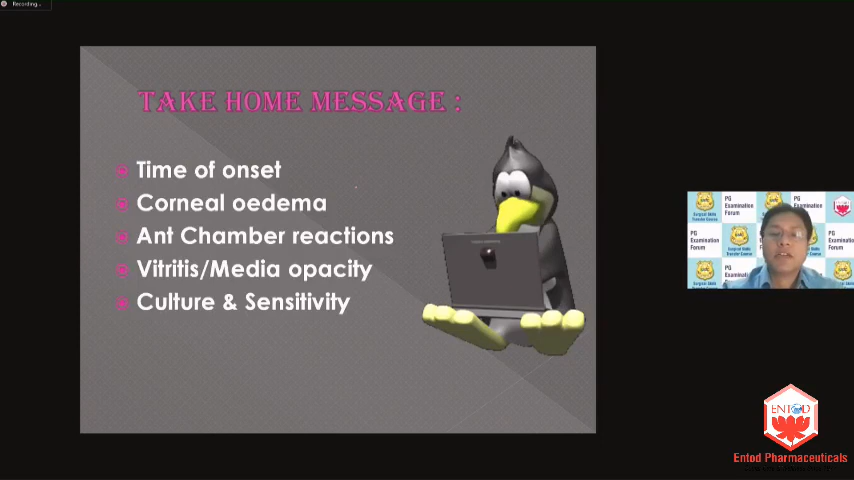 Recording...
TAKE HOME MESSAGE :
Time of onset
Corneal oedema
Ant Chamber reactions
Vitritis/Media opacity
Culture & Sensitivity
PG
Examination
Forum
PG
Examination
Forum
PG
Examination
Forum
PG
Examination
Forum
PG
Examination
ENTOD
Entod Pharmaceuticals